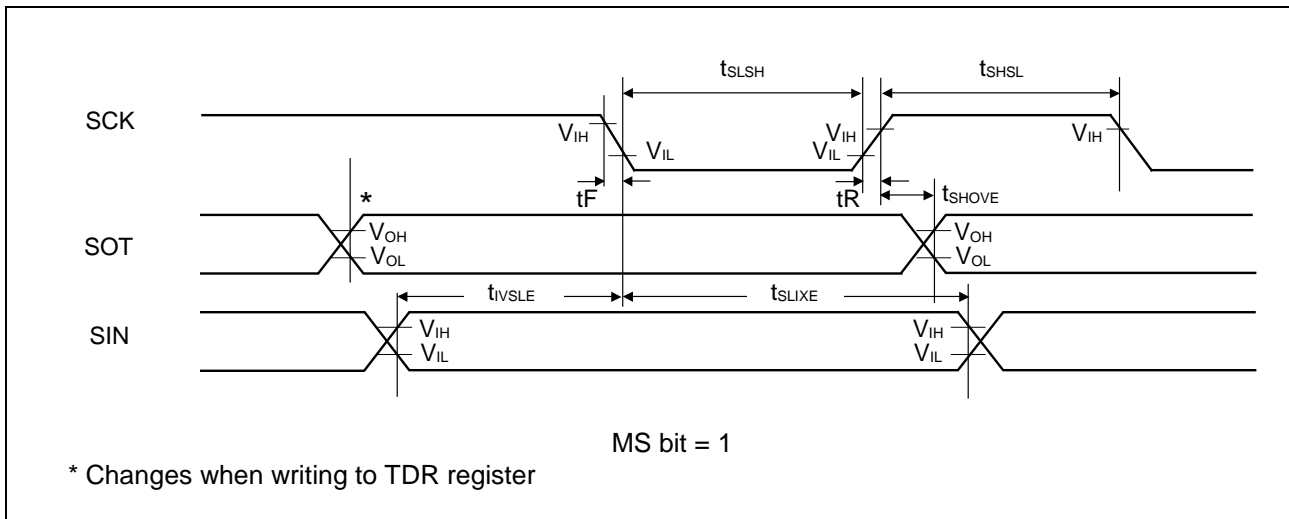 tSLSH
tSHSL
SCK
VIH
VIL
VIH
VIL
VIH
tF
tR
tSHOVE
*
SOT
VOH
VOL
VOH
VOL
tIVSLE
tSLIXE
SIN
VIH
VIL
VIH
VIL
MS bit = 1
* Changes when writing to TDR register